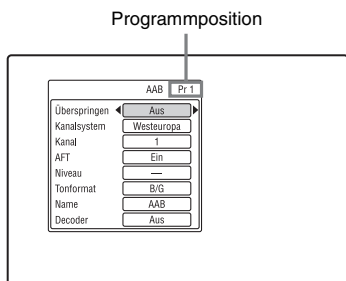 Programmposition
AAB Pr 1
Überspringen Aus
Kanalsystem Westeuropa
Kanal 1
AFT Ein
Niveau —
Tonformat B/G
Name AAB
Decoder Aus